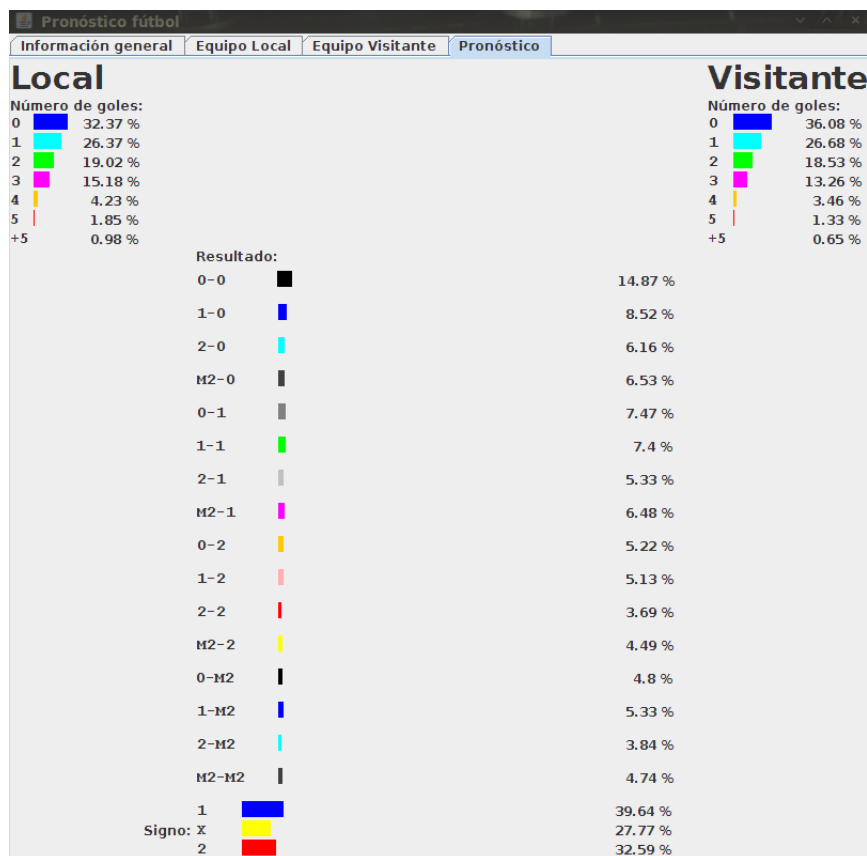 Pronóstico fútbol
Información general Equipo Local Equipo Visitante Pronóstico
Local
Número de goles:
0 32.37 %
1 26.37 %
2 19.02 %
3 15.18 %
4 4.23 %
5 1.85 %
+5 0.98 %
Visitante
Número de goles:
0 36.08 %
1 26.68 %
2 18.53 %
3 13.26 %
4 3.46 %
5 1.33 %
+5 0.65 %
Resultado:
0-0 14.87 %
1-0 8.52 %
2-0 6.16 %
M2-0 6.53 %
0-1 7.47 %
1-1 7.4 %
2-1 5.33 %
M2-1 6.48 %
0-2 5.22 %
1-2 5.13 %
2-2 3.69 %
M2-2 4.49 %
0-M2 4.8 %
1-M2 5.33 %
2-M2 3.84 %
M2-M2 4.74 %
1 39.64 %
Signo: X 27.77 %
2 32.59 %